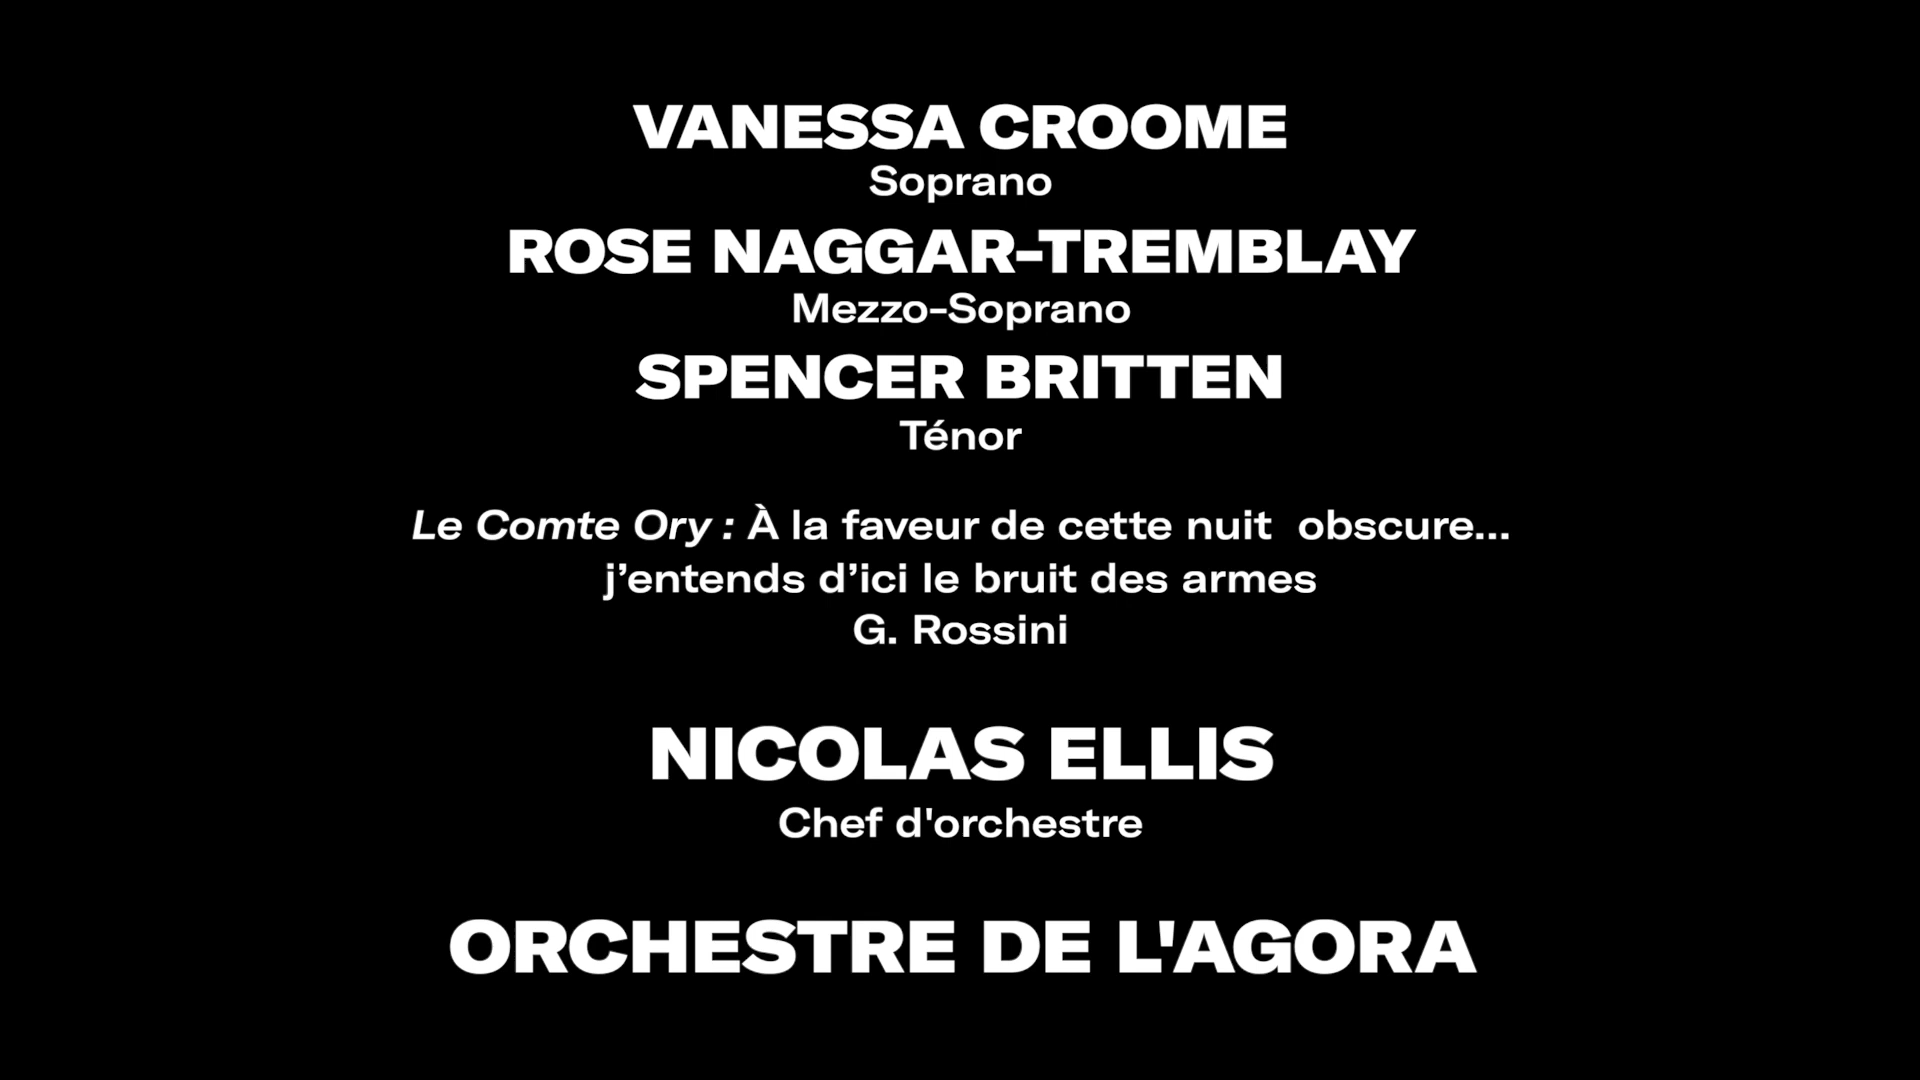 VANESSA CROOME
Soprano
ROSE NAGGAR-TREMBLAY
Mezzo-Soprano
SPENCER BRITTEN
Ténor
Le Comte Ory : À la faveur de cette nuit  obscure...
j’entends d’ici le bruit des armes
G. Rossini
NICOLAS ELLIS
Chef d'orchestre
ORCHESTRE DE L'AGORA